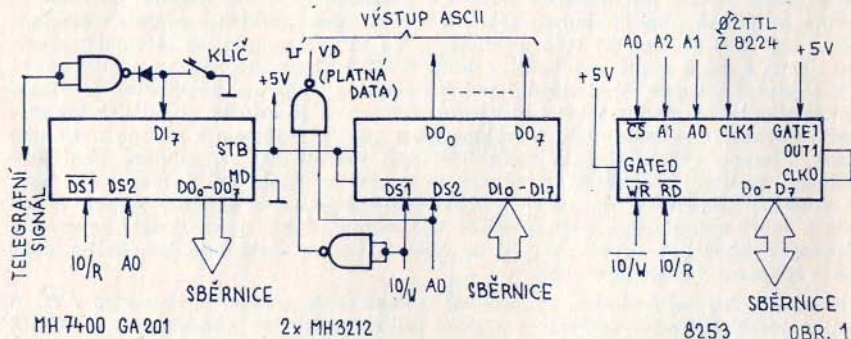 VÝSTUP ASCII
KLÍČ
+5V
VD
(PLATNÁ DATA)
A0 A2 A1
Ø2TTL
Z 8224
+5V
+5V
DI7
STB
MD
DS1 DS2 DO0-DO7
TELEGRAFNÍ SIGNÁL
IO/R A0
SBĚRNICE
DO0 DO7
DS1 DS2 DI0-DI7
IO/W A0
SBĚRNICE
CS A1 A0 CLK1 GATE1
OUT1
GATED
CLK0
WR RD D0-D7
IO/W IO/R
SBĚRNICE
MH 7400 GA 201
2x MH3212
8253
OBR. 1